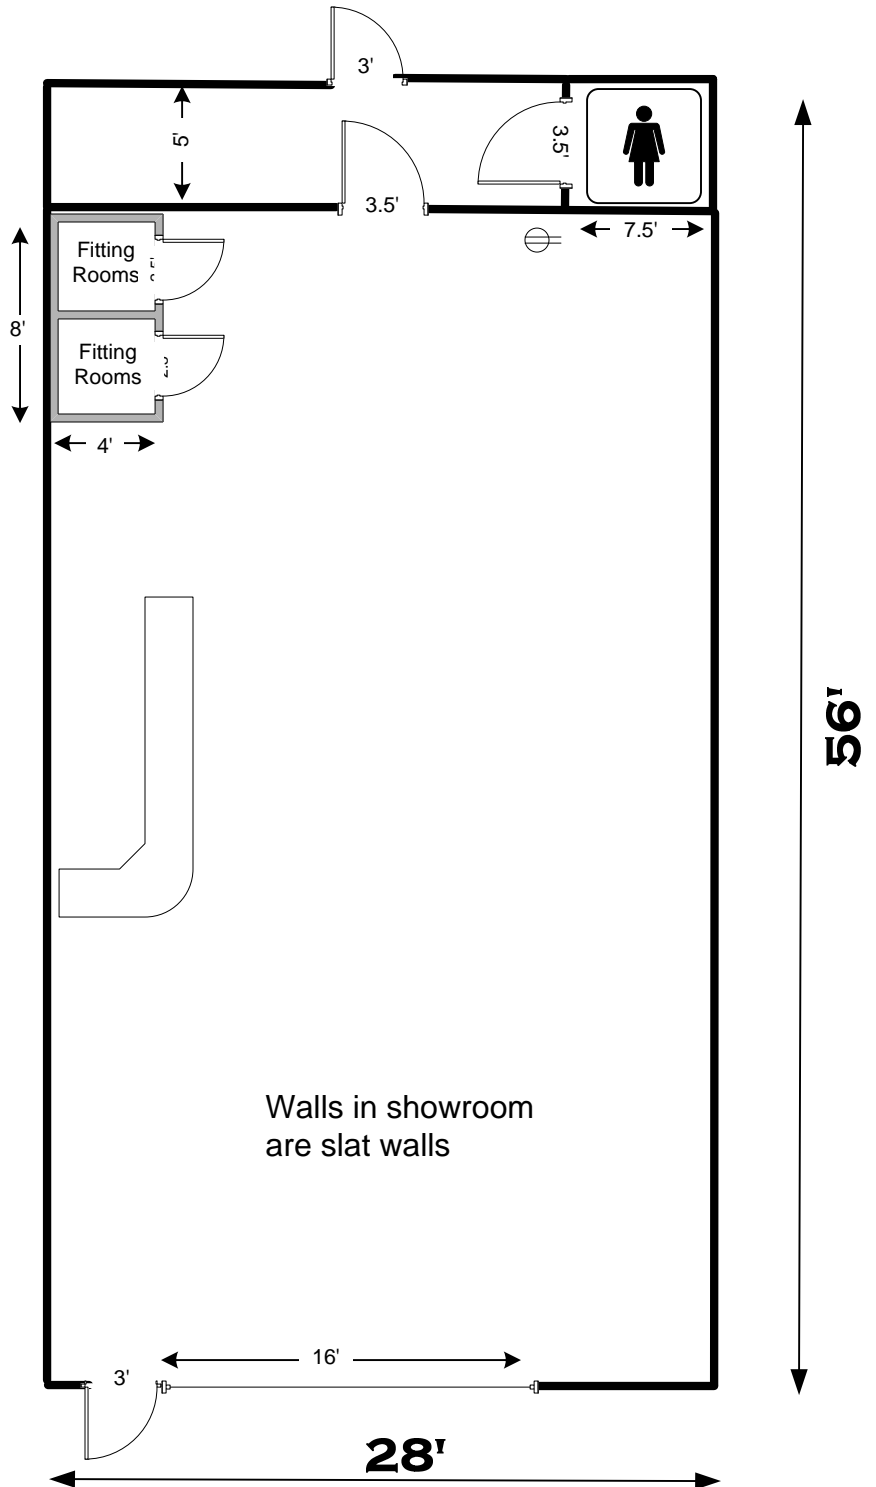 3'
5'
3.5'
3.5'
7.5'
Fitting
Rooms
8'
Fitting
Rooms
4'
56'
Walls in showroom
are slat walls
16'
3'
28'